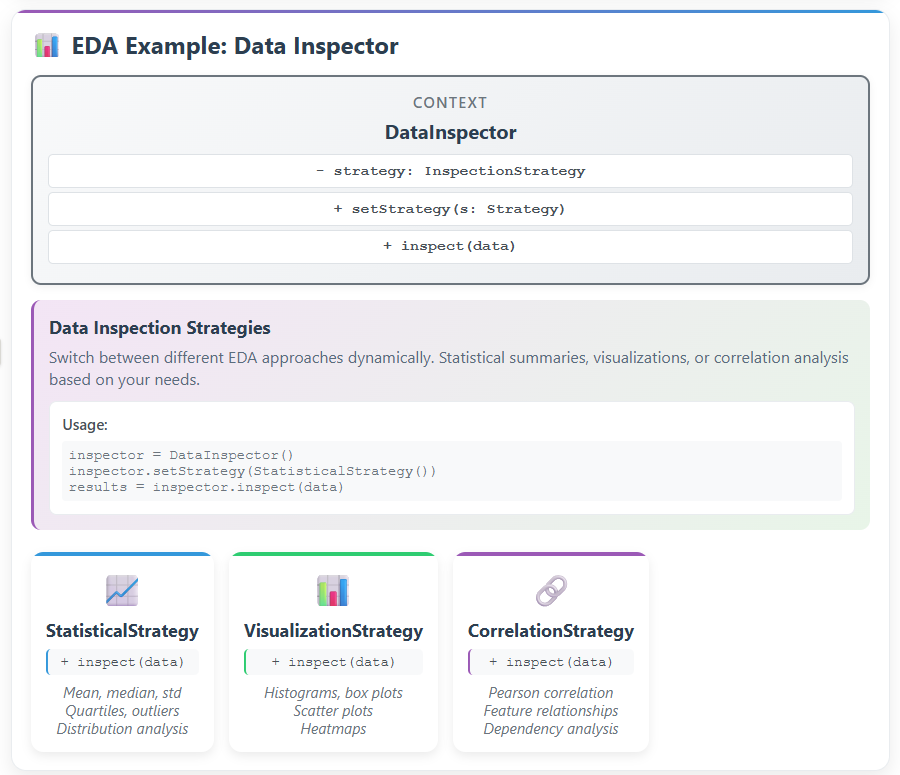 EDA Example: Data Inspector
CONTEXT
DataInspector
- strategy: InspectionStrategy
+ setStrategy(s: Strategy)
+ inspect(data)
Data Inspection Strategies
Switch between different EDA approaches dynamically. Statistical summaries, visualizations, or correlation analysis
based on your needs.
Usage:
inspector = DataInspector()
inspector.setStrategy(StatisticalStrategy())
results = inspector.inspect(data)
StatisticalStrategy
+ inspect(data)
Mean, median, std
Quartiles, outliers
Distribution analysis
VisualizationStrategy
+ inspect(data)
Histograms, box plots
Scatter plots
Heatmaps
CorrelationStrategy
+ inspect(data)
Pearson correlation
Feature relationships
Dependency analysis